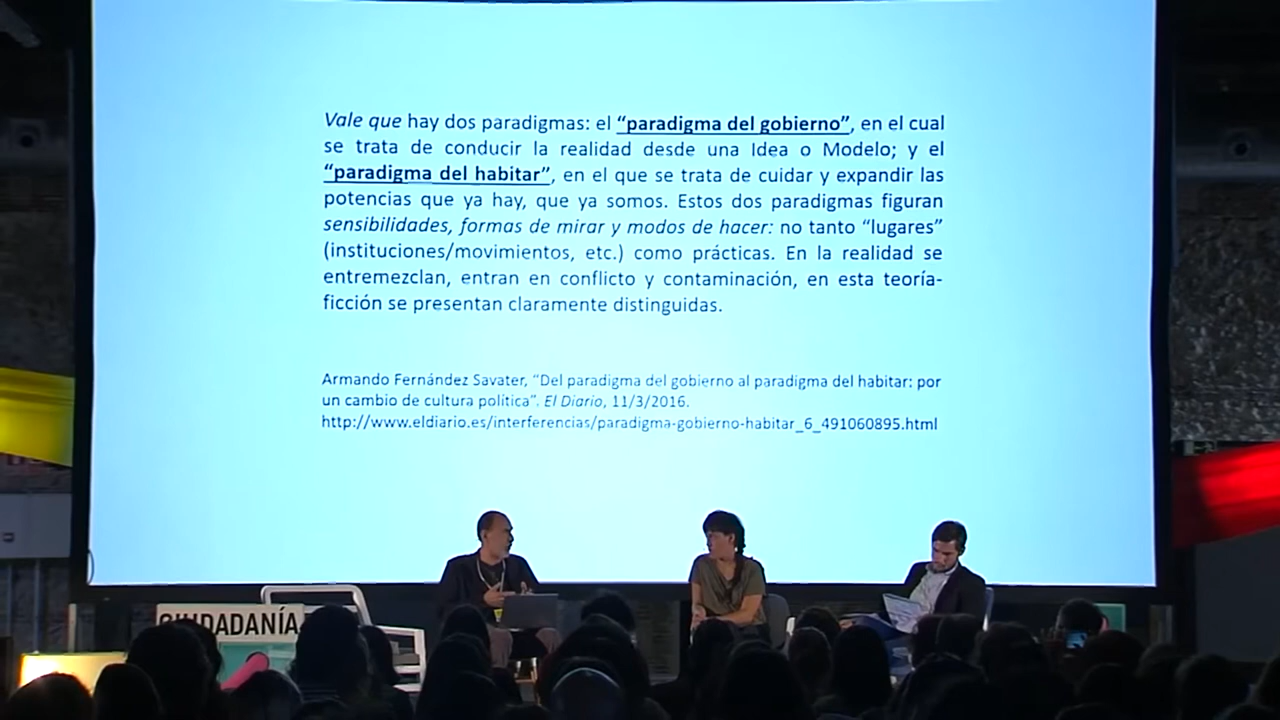 Vale que hay dos paradigmas: el “paradigma del gobierno”, en el cual
se trata de conducir la realidad desde una Idea o Modelo; y el
“paradigma del habitar”, en el que se trata de cuidar y expandir las
potencias que ya hay, que ya somos. Estos dos paradigmas figuran
sensibilidades, formas de mirar y modos de hacer: no tanto “lugares”
(instituciones/movimientos, etc.) como prácticas. En la realidad se
entremezclan, entran en conflicto y contaminación, en esta teoría-
ficción se presentan claramente distinguidas.
Armando Fernández Savater, “Del paradigma del gobierno al paradigma del habitar: por
un cambio de cultura política”. El Diario, 11/3/2016.
http://www.eldiario.es/interferencias/paradigma-gobierno-habitar_6_491060895.html
CIUDADANÍA